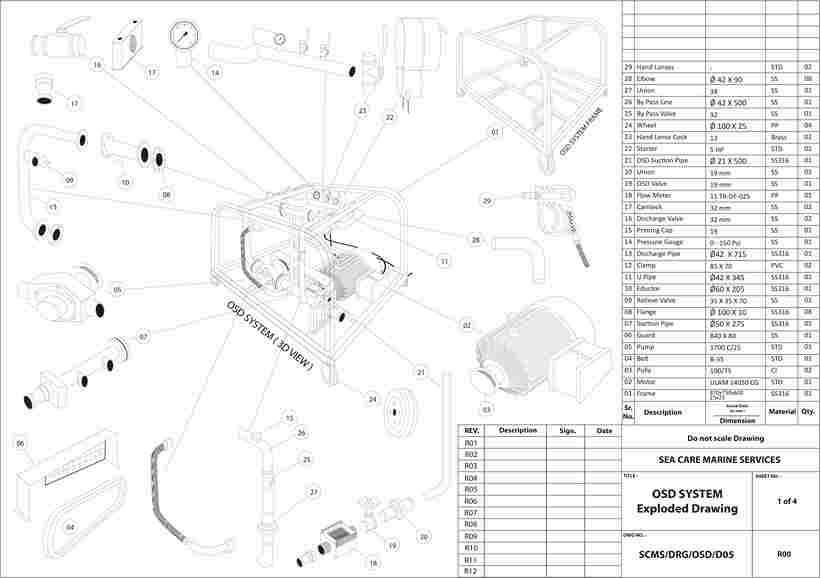 29 Hand Lanses - STD 02
28 Elbow Ø 42 X 90 SS 08
27 Union 38 SS 01
26 By Pass Line Ø 42 X 500 SS 01
25 By Pass Valve 32 SS 01
24 Wheel Ø 100 X 25 PP 04
23 Hand Lanse Cock 13 Brass 02
22 Starter 5 HP STD 01
21 OSD Suction Pipe Ø 21 X 500 SS316 01
20 Union 19 mm SS 01
19 OSD Valve 19 mm SS 01
18 Flow Meter PP 01
17 Camlock 32 mm SS 02
16 Discharge Valve 32 mm SS 02
15 Priming Cap 19 SS 01
14 Pressure Gauge 0 - 150 Psi SS 01
13 Discharge Pipe Ø42 X 715 SS316 01
12 Clamp 85 X 70 PVC 02
11 U Pipe Ø42 X 345 SS316 01
10 Eductor Ø60 X 205 SS316 01
09 Relieve Valve 35 X 35 X 70 SS 01
08 Flange Ø 100 X 10 SS316 08
07 Suction Pipe Ø50 X 275 SS316 01
06 Guard 640 X 80 SS 01
05 Pump 1700 C/25 STD 01
04 Belt B-55 STD 01
03 Pully 100/75 CI 02
02 Motor STD 01
01 Frame SS316 01
Sr. No. Description Dimension Material Qty.
Do not scale Drawing
SEA CARE MARINE SERVICES
TITLE :- SHEET NO. :-
OSD SYSTEM
Exploded Drawing
1 of 4
DWG NO. :-
SCMS/DRG/OSD/D05 R00
REV. Description Sign. Date
R01
R02
R03
R04
R05
R06
R07
R08
R09
R10
R11
R12
OSD SYSTEM FRAME
OSD SYSTEM ( 3D VIEW )
16
17
14
23
22
01
17
09
10
08
13
29
28
11
05
02
07
21
24
03
15
26
06
25
27
04
20
19
18